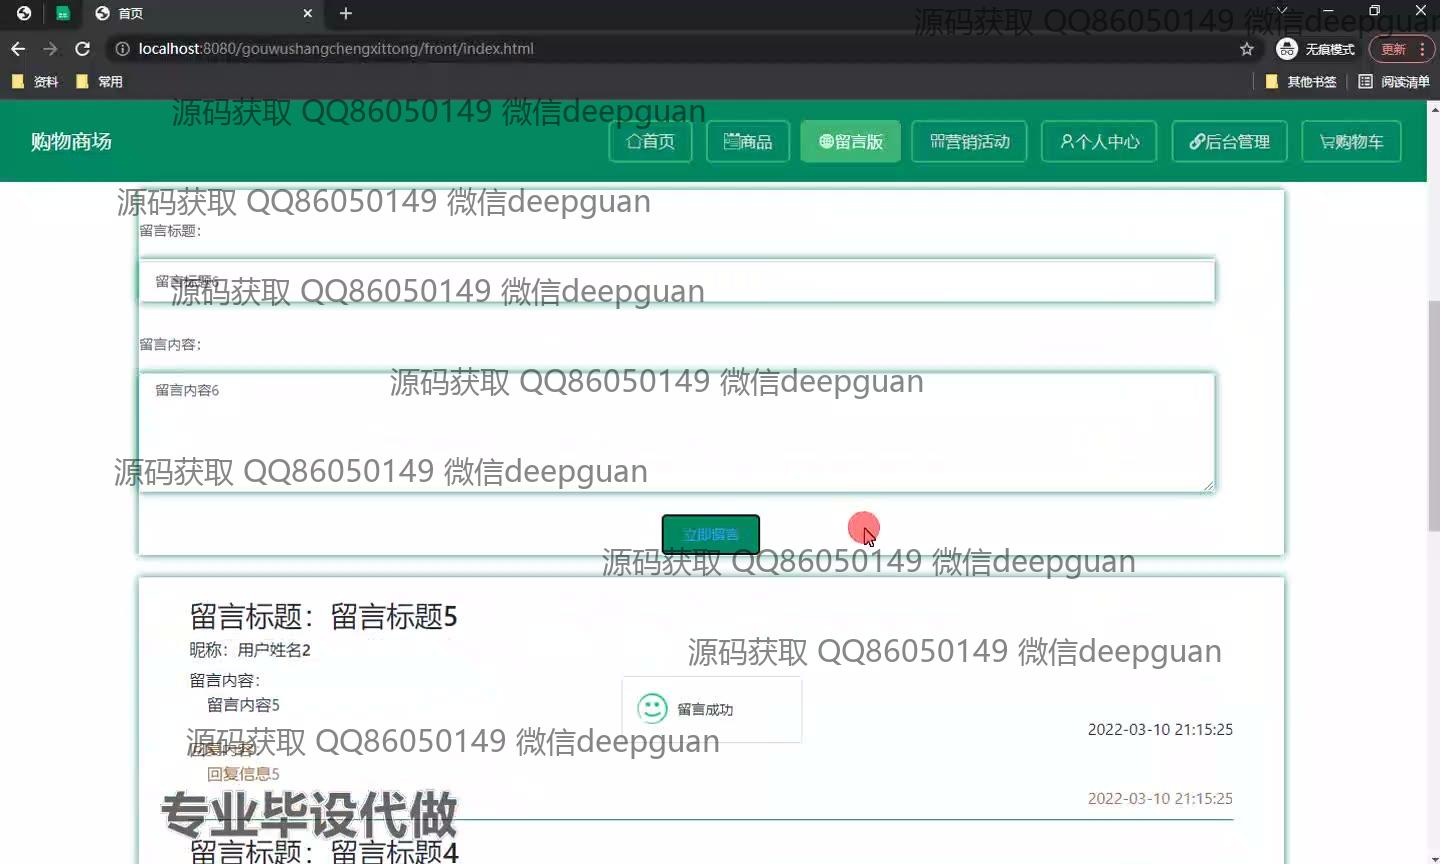 首页
源码获取 QQ86050149 微信deepguan
localhost:8080/gouwushangchengxittong/front/index.html
无痕模式
更新
资料
常用
其他书签
阅读清单
源码获取 QQ86050149 微信deepguan
购物商场
首页
商品
留言版
营销活动
个人中心
后台管理
购物车
源码获取 QQ86050149 微信deepguan
留言标题：
留言标题6
源码获取 QQ86050149 微信deepguan
留言内容：
留言内容6
源码获取 QQ86050149 微信deepguan
源码获取 QQ86050149 微信deepguan
立即留言
源码获取 QQ86050149 微信deepguan
留言标题：留言标题5
昵称：用户姓名2
源码获取 QQ86050149 微信deepguan
留言内容：
留言内容5
留言成功
2022-03-10 21:15:25
源码获取 QQ86050149 微信deepguan
回复内容：
回复信息5
2022-03-10 21:15:25
专业毕设代做
留言标题：留言标题4